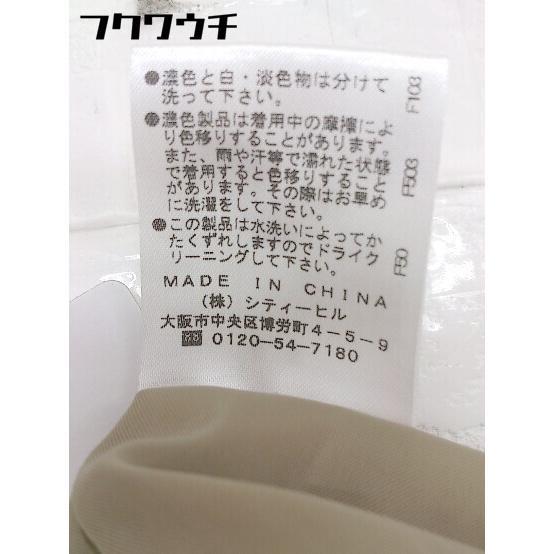 フクワウチ
●濃色と白・淡色物は分けて
洗って下さい。
●濃色製品は着用中の摩擦によ
り色移りすることがあります。
また、雨や汗等で濡れた状態
で着用すると色移りすること
があります。その際はお早め
に洗濯をして下さい。
●この製品は水洗いによってか
たくずれしますのでドライク
リーニングして下さい。
MADE IN CHINA
(株) シティーヒル
大阪市中央区博労町4-5-9
0120-54-7180
F103
F503
F50